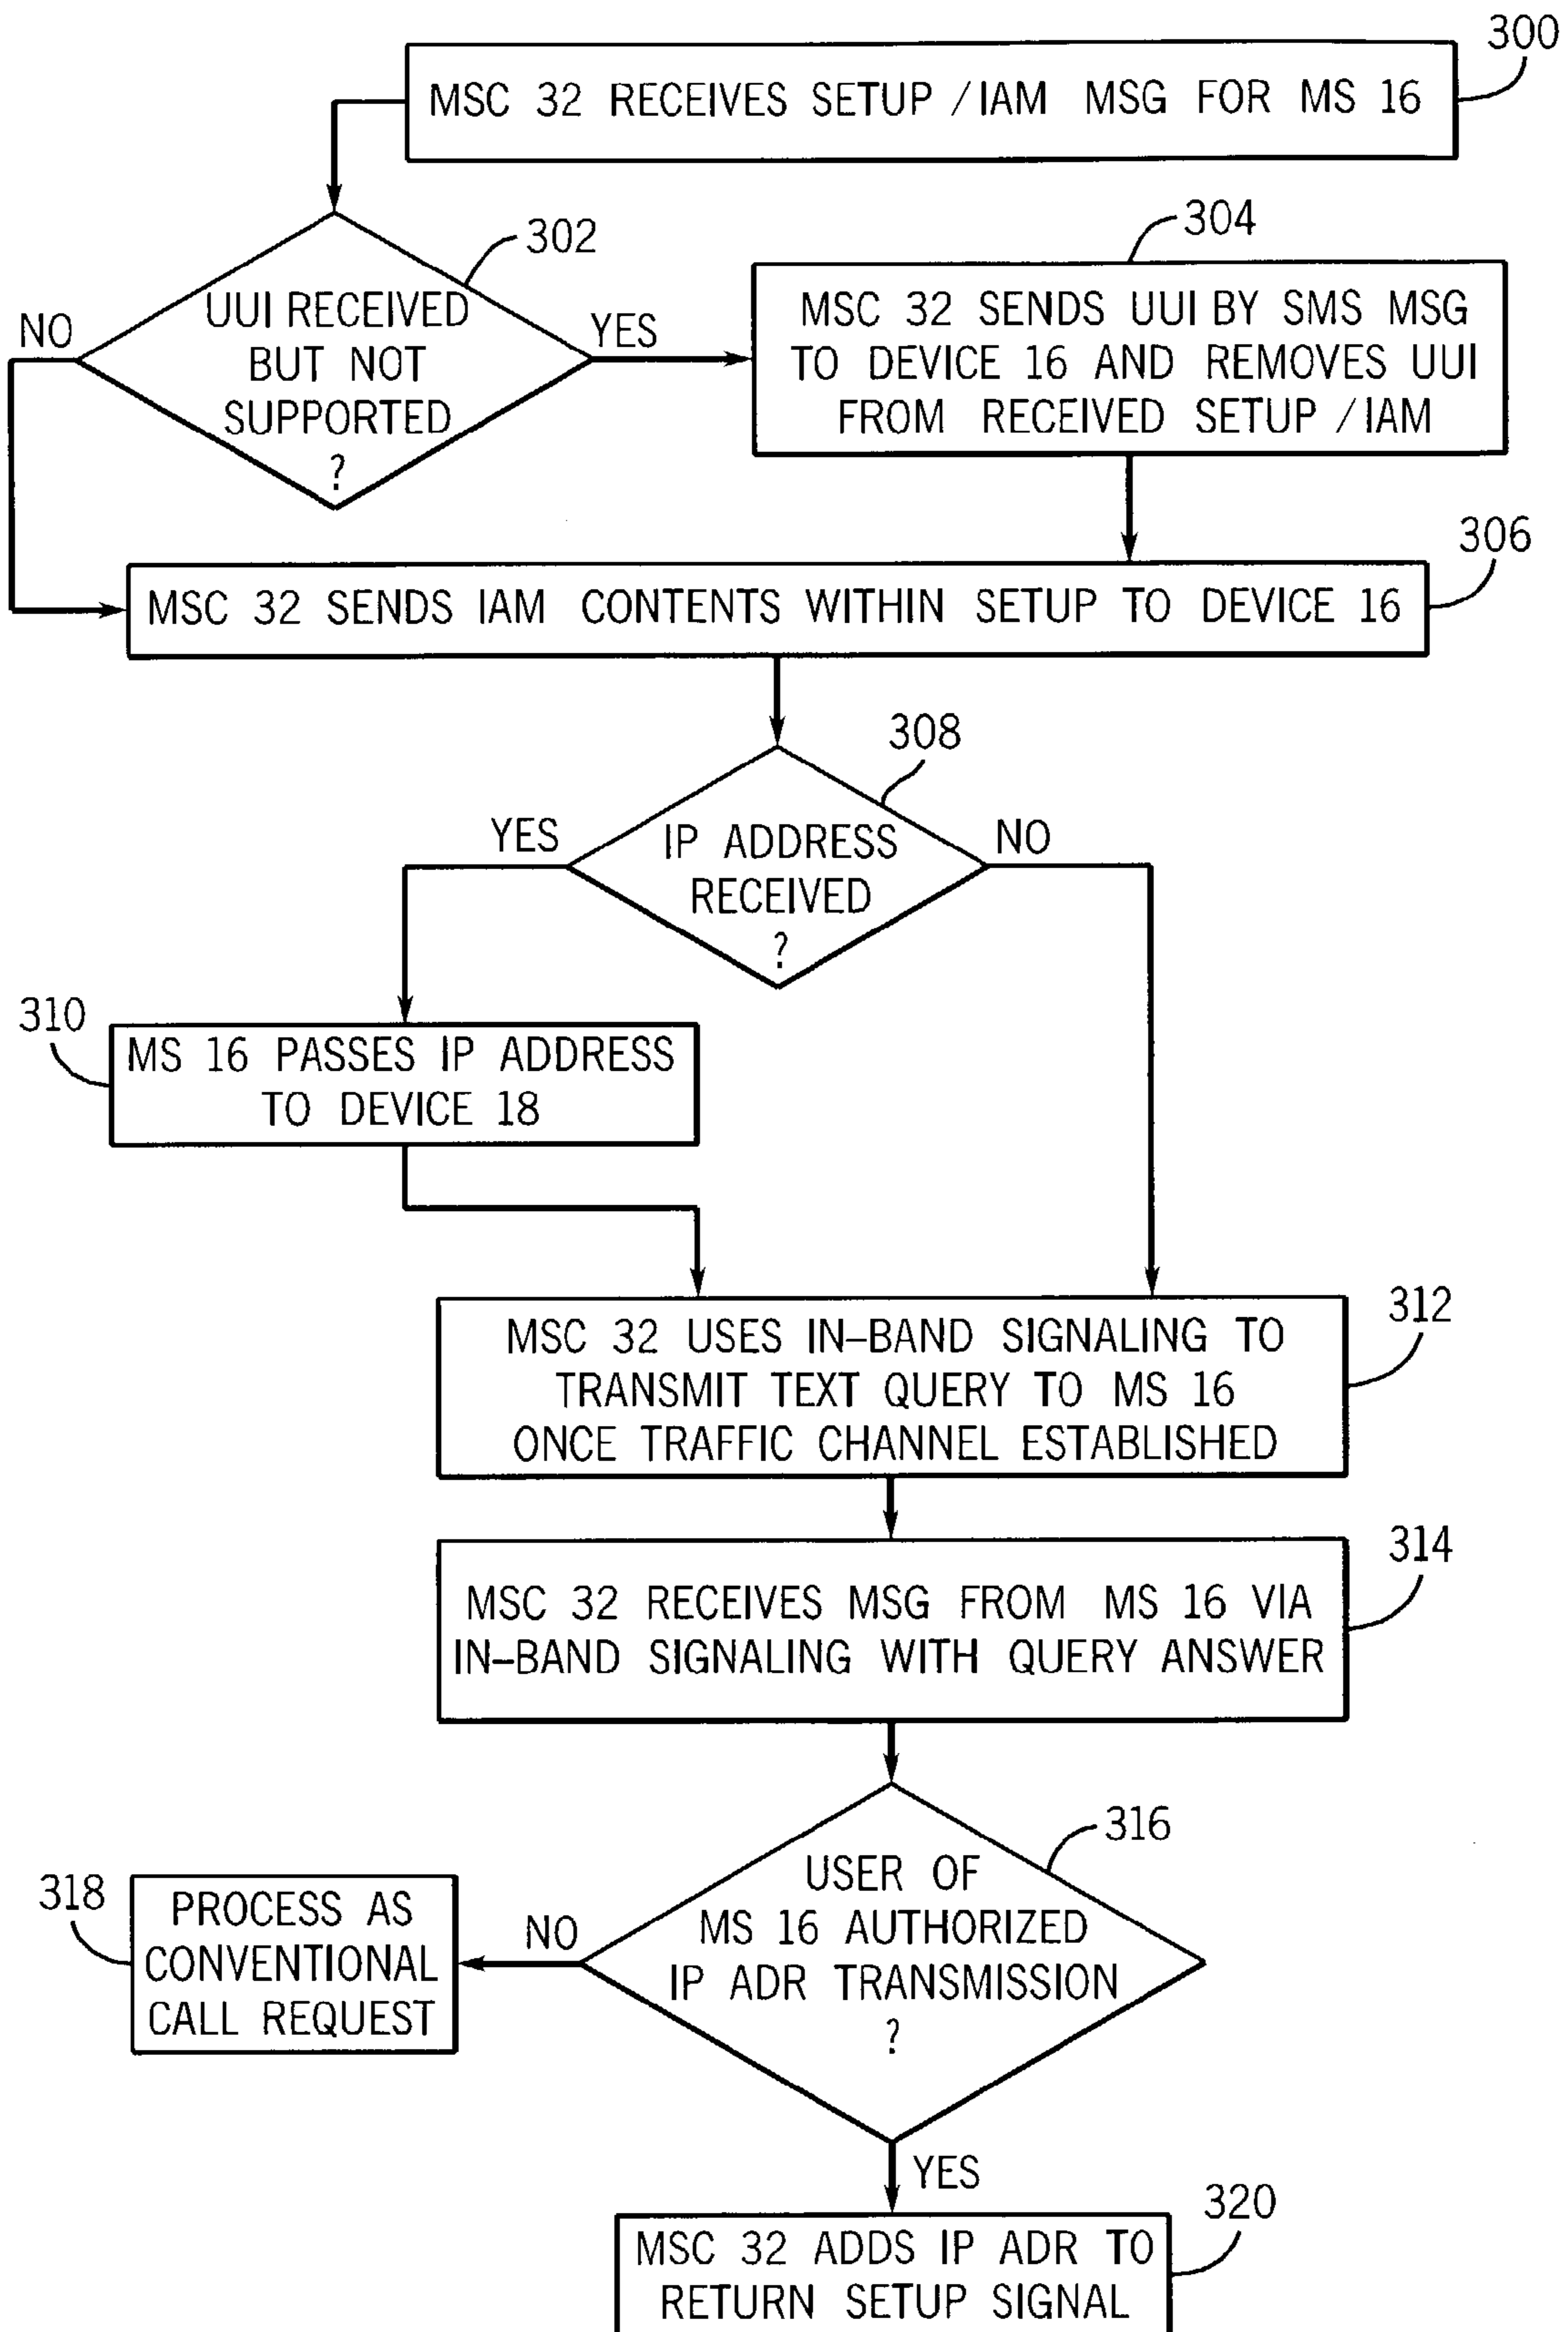 300
MSC 32 RECEIVES SETUP / IAM MSG FOR MS 16
302
UUI RECEIVED
BUT NOT
SUPPORTED
?
NO
YES
304
MSC 32 SENDS UUI BY SMS MSG
TO DEVICE 16 AND REMOVES UUI
FROM RECEIVED SETUP / IAM
306
MSC 32 SENDS IAM CONTENTS WITHIN SETUP TO DEVICE 16
308
YES
IP ADDRESS
RECEIVED
?
NO
310
MS 16 PASSES IP ADDRESS
TO DEVICE 18
312
MSC 32 USES IN-BAND SIGNALING TO
TRANSMIT TEXT QUERY TO MS 16
ONCE TRAFFIC CHANNEL ESTABLISHED
314
MSC 32 RECEIVES MSG FROM MS 16 VIA
IN-BAND SIGNALING WITH QUERY ANSWER
316
USER OF
MS 16 AUTHORIZED
IP ADR TRANSMISSION
?
NO
318
PROCESS AS
CONVENTIONAL
CALL REQUEST
YES
320
MSC 32 ADDS IP ADR TO
RETURN SETUP SIGNAL